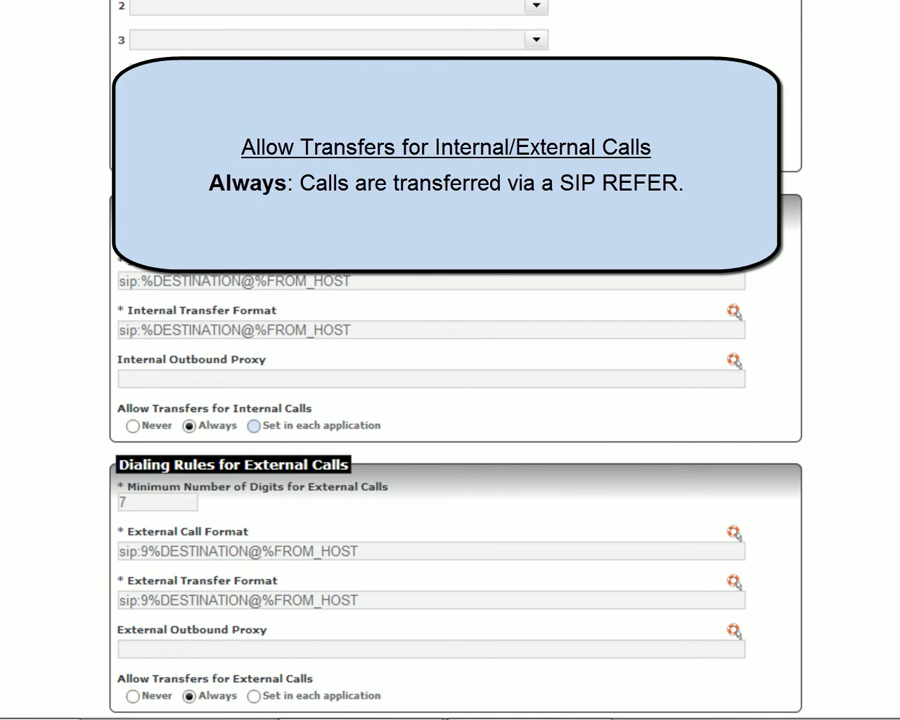 2
3
Allow Transfers for Internal/External Calls
Always: Calls are transferred via a SIP REFER.
sip:%DESTINATION@%FROM_HOST
* Internal Transfer Format
sip:%DESTINATION@%FROM_HOST
Internal Outbound Proxy
Allow Transfers for Internal Calls
Never Always Set in each application
Dialing Rules for External Calls
* Minimum Number of Digits for External Calls
7
* External Call Format
sip:9%DESTINATION@%FROM_HOST
* External Transfer Format
sip:9%DESTINATION@%FROM_HOST
External Outbound Proxy
Allow Transfers for External Calls
Never Always Set in each application